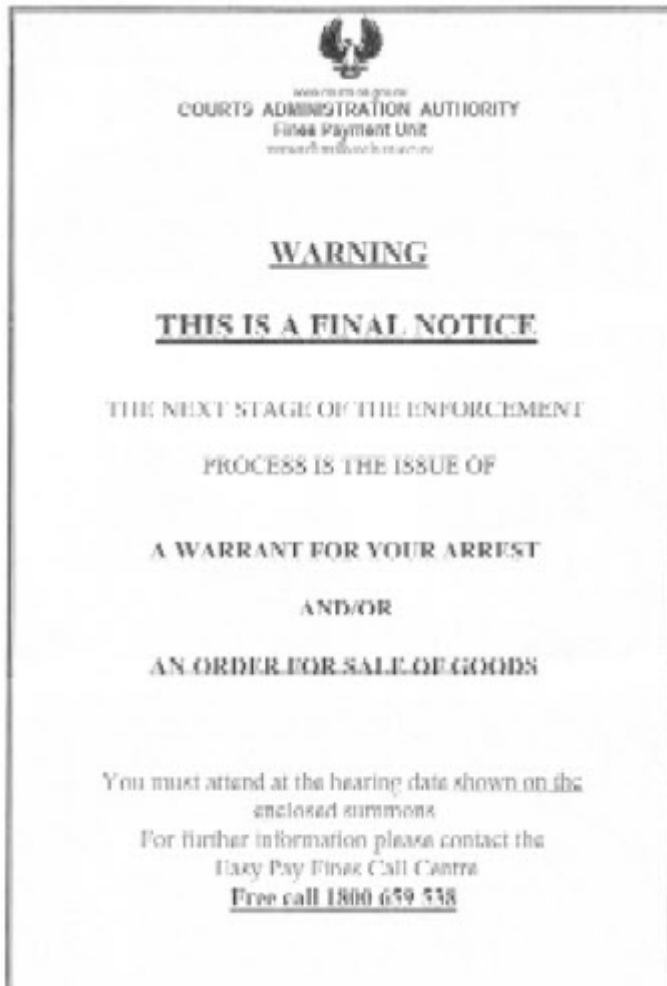 COURTS ADMINISTRATION AUTHORITY
Fines Payment Unit
WARNING
THIS IS A FINAL NOTICE
THE NEXT STAGE OF THE ENFORCEMENT
PROCESS IS THE ISSUE OF
A WARRANT FOR YOUR ARREST
AND/OR
AN ORDER FOR SALE OF GOODS
You must attend at the hearing date shown on the
enclosed summons
For further information please contact the
Easy Pay Fines Call Centre
Free call 1800 659 538